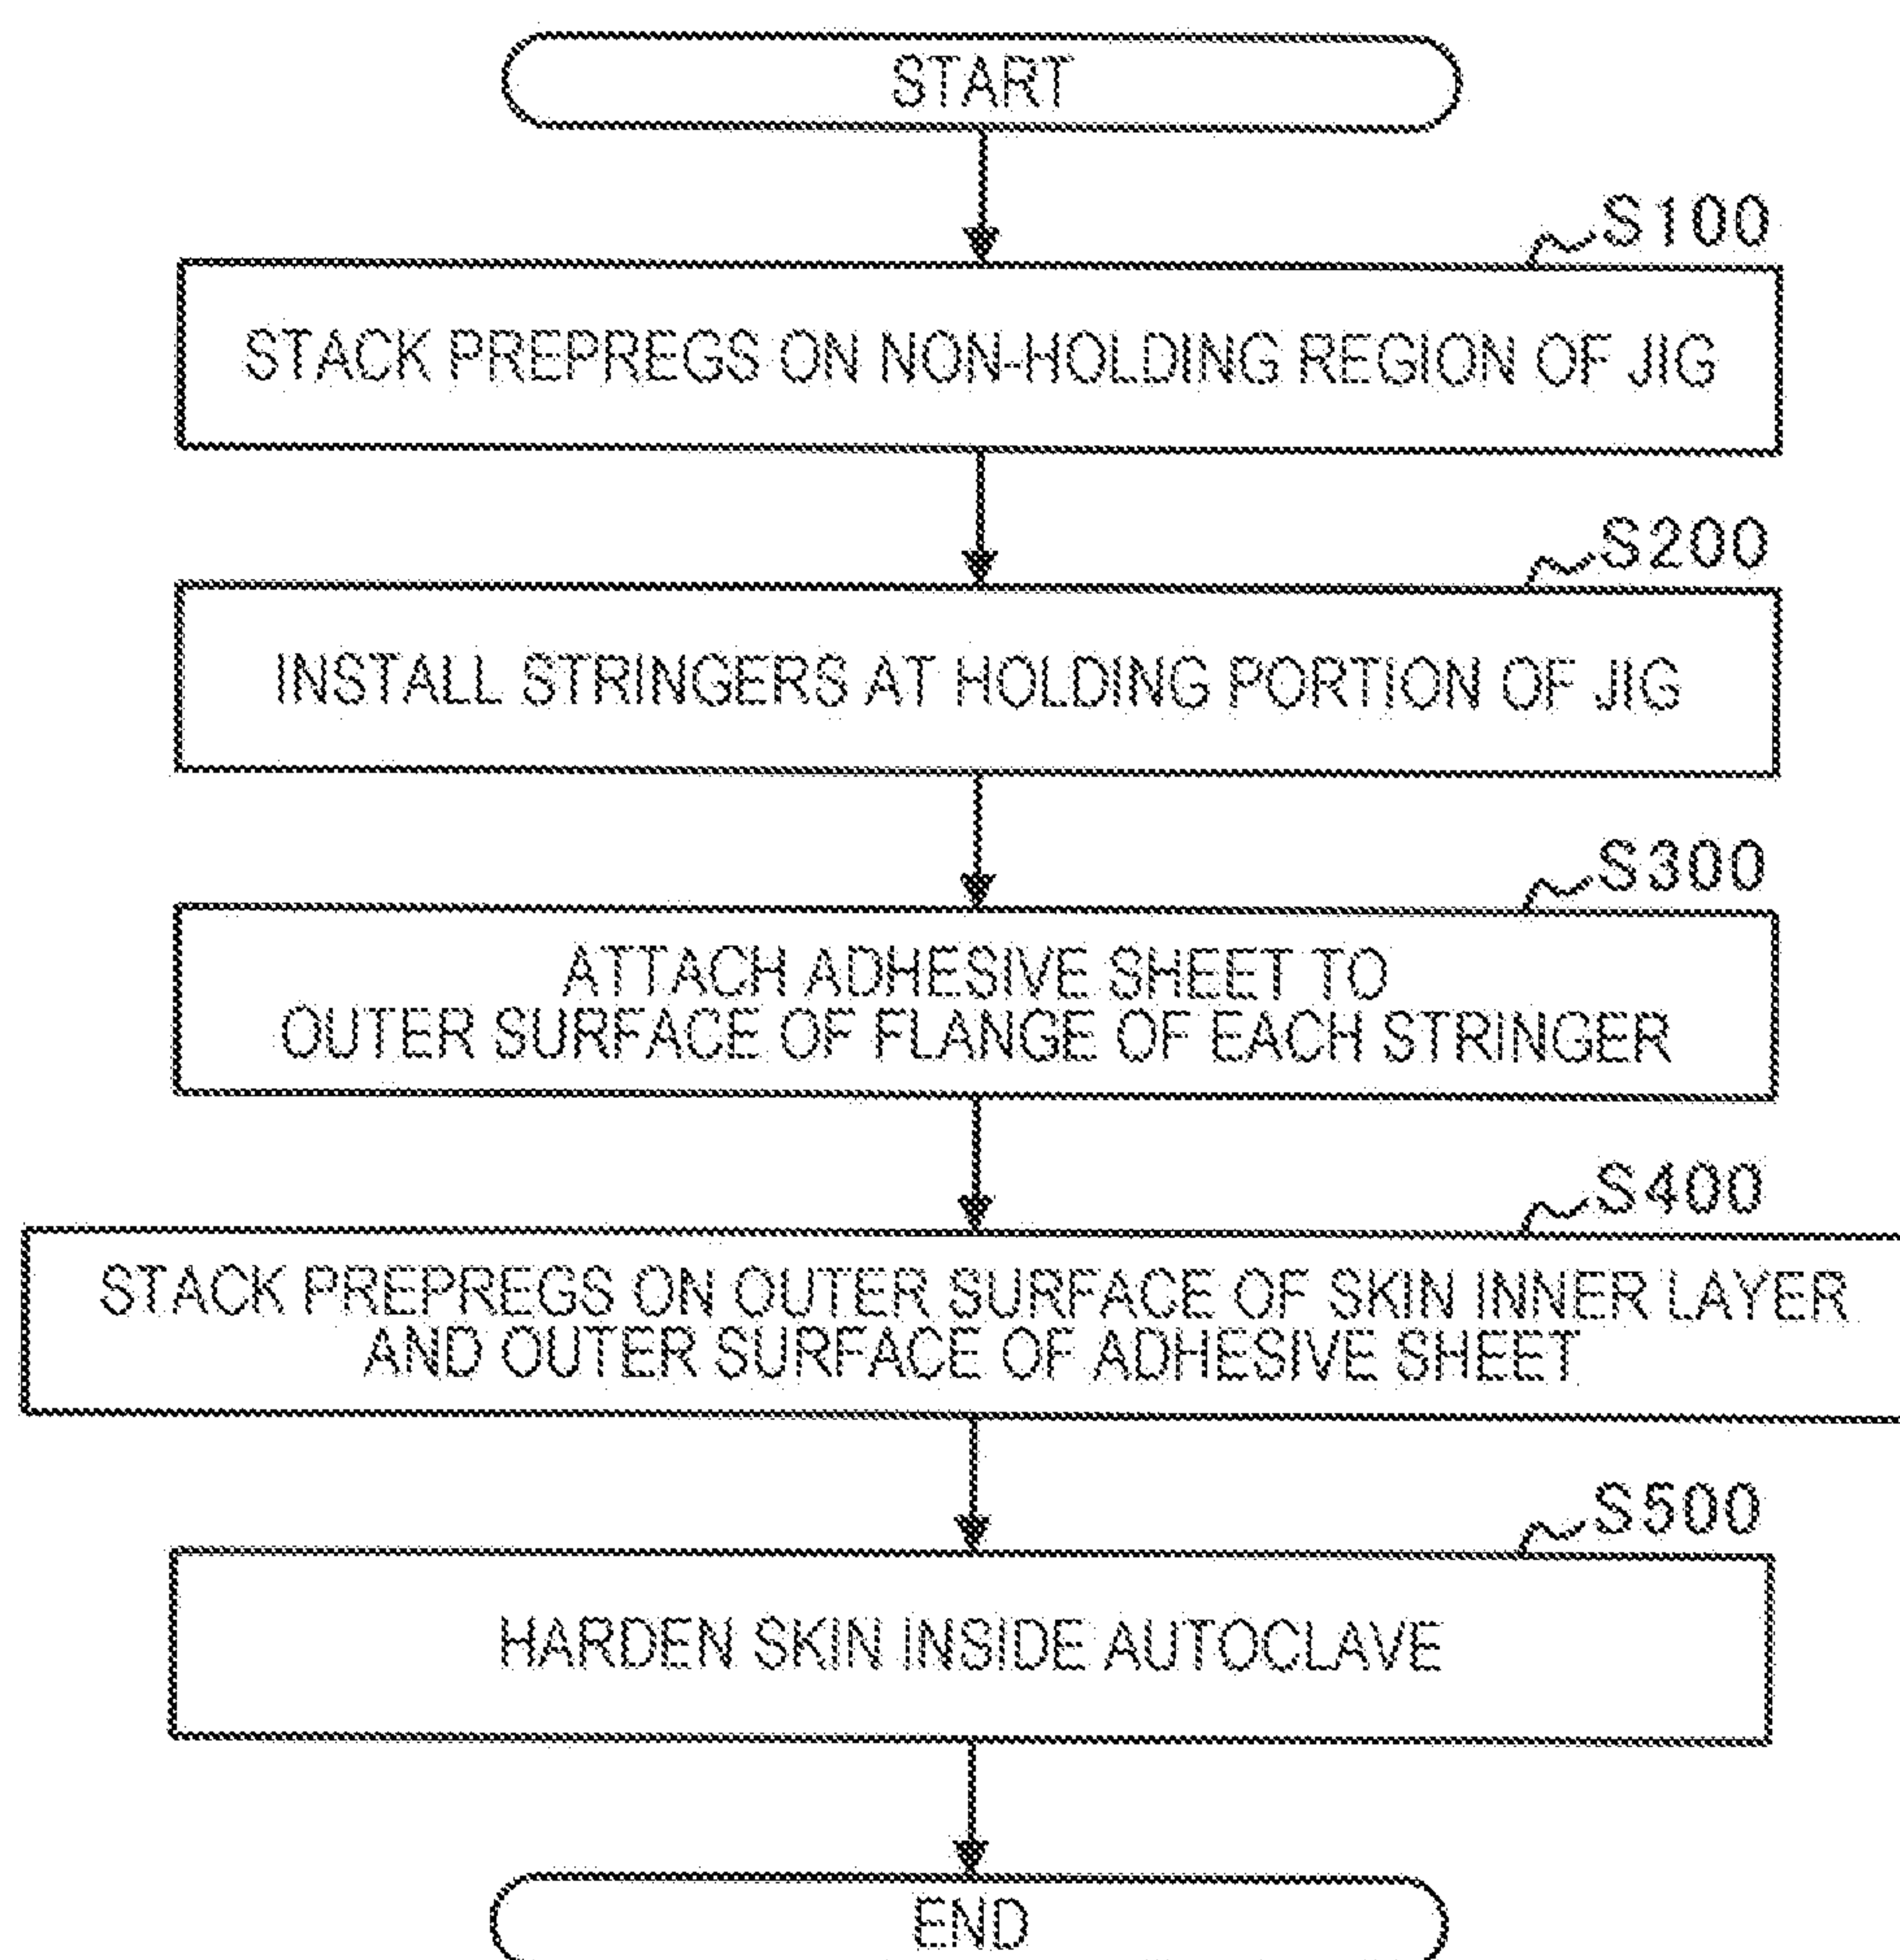 START
S100
STACK PREPREGS ON NON-HOLDING REGION OF JIG
S200
INSTALL STRINGERS AT HOLDING PORTION OF JIG
S300
ATTACH ADHESIVE SHEET TO
OUTER SURFACE OF FLANGE OF EACH STRINGER
S400
STACK PREPREGS ON OUTER SURFACE OF SKIN INNER LAYER
AND OUTER SURFACE OF ADHESIVE SHEET
S500
HARDEN SKIN INSIDE AUTOCLAVE
END